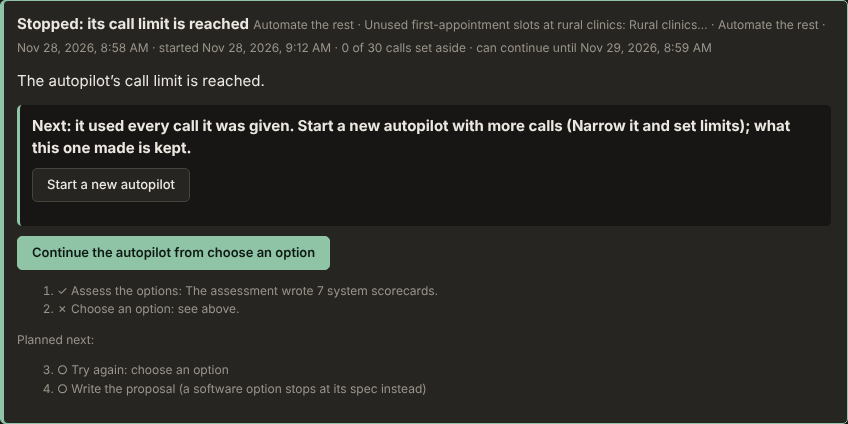 Stopped: its call limit is reached Automate the rest · Unused first-appointment slots at rural clinics: Rural clinics... · Automate the rest ·
Nov 28, 2026, 8:58 AM · started Nov 28, 2026, 9:12 AM · 0 of 30 calls set aside · can continue until Nov 29, 2026, 8:59 AM
The autopilot’s call limit is reached.
Next: it used every call it was given. Start a new autopilot with more calls (Narrow it and set limits); what
this one made is kept.
Start a new autopilot
Continue the autopilot from choose an option
1. ✓ Assess the options: The assessment wrote 7 system scorecards.
2. × Choose an option: see above.
Planned next:
3. ○ Try again: choose an option
4. ○ Write the proposal (a software option stops at its spec instead)